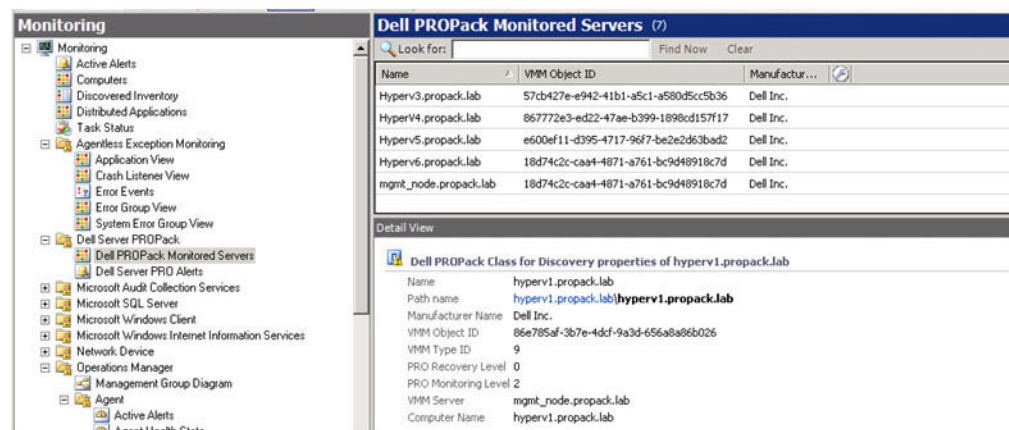 Monitoring
Monitoring
Active Alerts
Computers
Discovered Inventory
Distributed Applications
Task Status
Agentless Exception Monitoring
Application View
Crash Listener View
Error Events
Error Group View
System Error Group View
Dell Server PROPack
Dell PROPack Monitored Servers
Dell Server PRO Alerts
Microsoft Audit Collection Services
Microsoft SQL Server
Microsoft Windows Client
Microsoft Windows Internet Information Services
Network Device
Operations Manager
Management Group Diagram
Agent
Active Alerts
Agent Health State
Dell PROPack Monitored Servers (7)
Look for: Find Now Clear
Name VMM Object ID Manufactur...
Hyperv3.propack.lab 57cb427e-e942-41b1-a5c1-a580d5cc5b36 Dell Inc.
HyperV4.propack.lab 867772e3-ed22-47ae-b399-1898cd157f17 Dell Inc.
Hyperv5.propack.lab e600ef11-d395-4717-96f7-be2e2d63bad2 Dell Inc.
Hyperv6.propack.lab 18d74c2c-caa4-4871-a761-bc9d48918c7d Dell Inc.
mgmt_node.propack.lab 18d74c2c-caa4-4871-a761-bc9d48918c7d Dell Inc.
Detail View
Dell PROPack Class for Discovery properties of hyperv1.propack.lab
Name hyperv1.propack.lab
Path name hyperv1.propack.lab\hyperv1.propack.lab
Manufacturer Name Dell Inc.
VMM Object ID 86e785af-3b7e-4dcf-9a3d-656a8a86b026
VMM Type ID 9
PRO Recovery Level 0
PRO Monitoring Level 2
VMM Server mgmt_node.propack.lab
Computer Name hyperv1.propack.lab